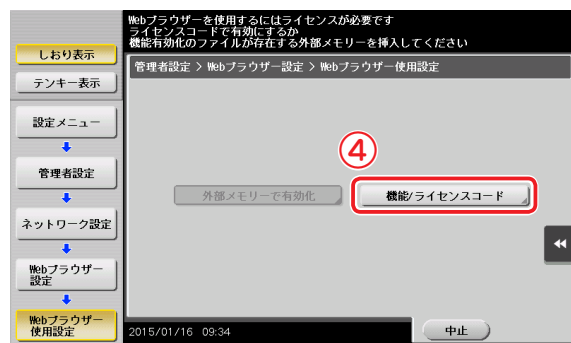 Webブラウザーを使用するにはライセンスが必要です
ライセンスコードで有効にするか
機能有効化のファイルが存在する外部メモリーを挿入してください
しおり表示
テンキー表示
管理者設定 > Webブラウザー設定 > Webブラウザー使用設定
設定メニュー
管理者設定
ネットワーク設定
Webブラウザー
設定
Webブラウザー
使用設定
④
外部メモリーで有効化
機能/ライセンスコード
2015/01/16 09:34
中止